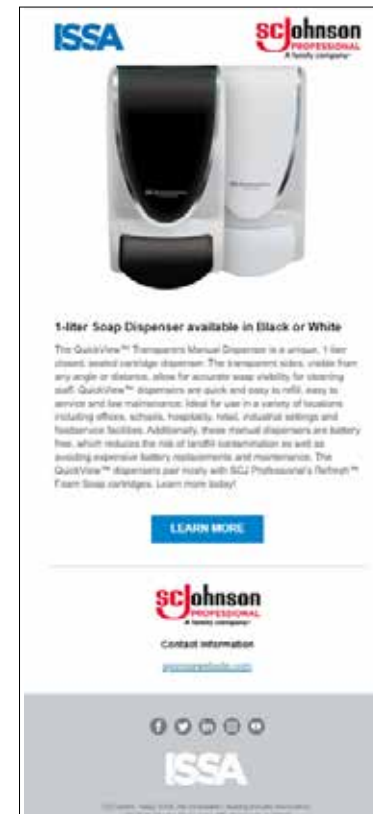 ISSA
SC Johnson
PROFESSIONAL
A family company™
1-liter Soap Dispenser available in Black or White
The QuickView™ Transparent Manual Dispenser is a unique, 1-liter
closed, sealed cartridge dispenser. The transparent sides, visible from
any angle or distance, allow for accurate soap visibility for cleaning
staff. QuickView™ dispensers are quick and easy to refill, easy to
service and low maintenance. Ideal for use in a variety of locations
including offices, schools, hospitality, retail, industrial settings and
foodservice facilities. Additionally, these manual dispensers are battery
free, which reduces the risk of landfill contamination as well as
avoiding expensive battery replacements and maintenance. The
QuickView™ dispensers pair nicely with SCJ Professional's Refresh™
Foam Soap cartridges. Learn more today!
LEARN MORE
SC Johnson
PROFESSIONAL
A family company™
Contact Information
ISSA